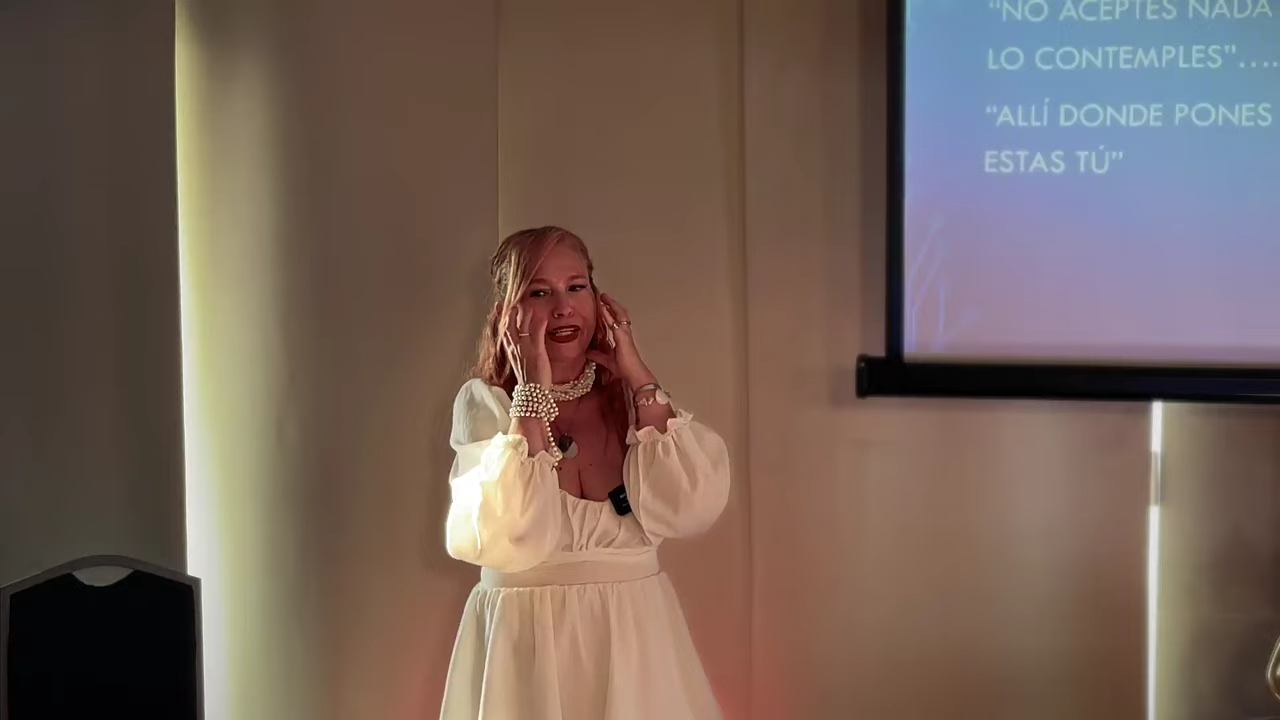 “NO ACEPTES NADA
LO CONTEMPLES”....
“ALLÍ DONDE PONES
ESTAS TÚ”